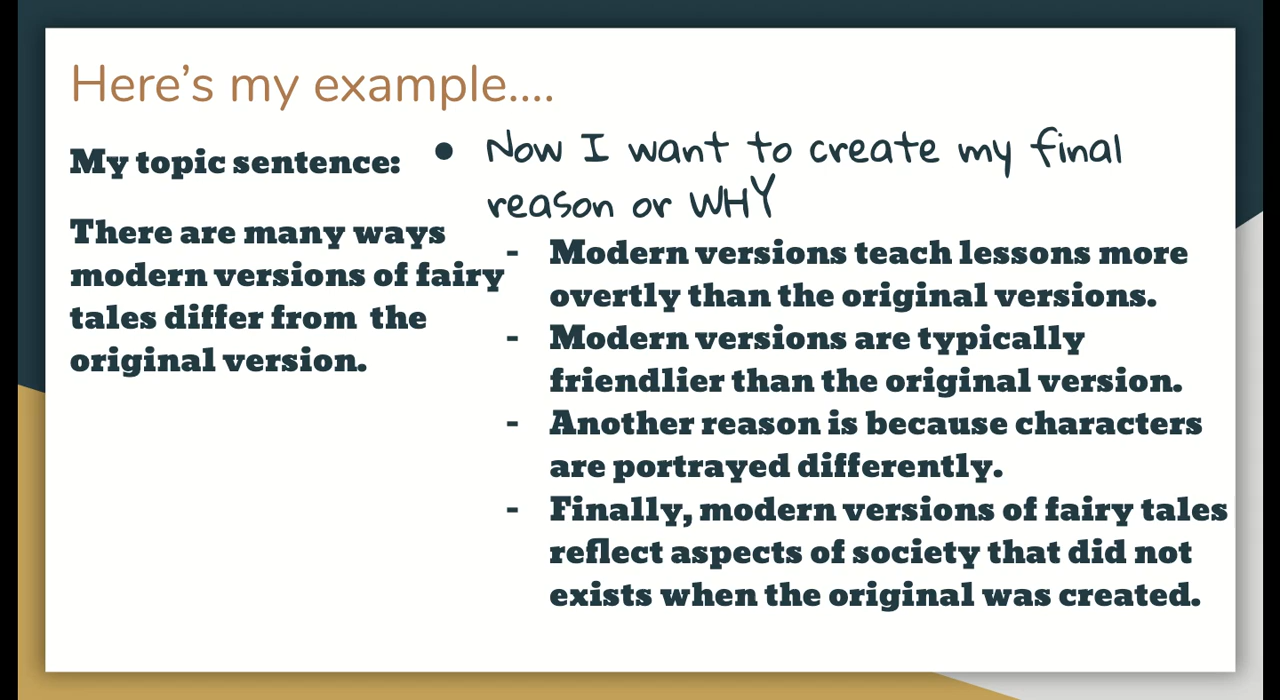 Here's my example....
My topic sentence:
There are many ways
modern versions of fairy
tales differ from the
original version.
● Now I want to create my final
reason or WHY
- Modern versions teach lessons more
overtly than the original versions.
- Modern versions are typically
friendlier than the original version.
- Another reason is because characters
are portrayed differently.
- Finally, modern versions of fairy tales
reflect aspects of society that did not
exists when the original was created.